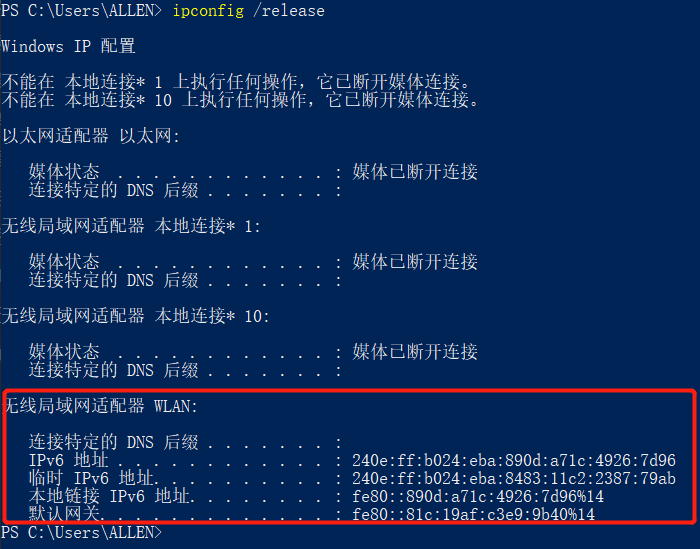 PS C:\Users\ALLEN> ipconfig /release
Windows IP 配置
不能在 本地连接* 1 上执行任何操作，它已断开媒体连接。
不能在 本地连接* 10 上执行任何操作，它已断开媒体连接。
以太网适配器 以太网:
媒体状态 . . . . . . . . . . . . : 媒体已断开连接
连接特定的 DNS 后缀 . . . . . . . :
无线局域网适配器 本地连接* 1:
媒体状态 . . . . . . . . . . . . : 媒体已断开连接
连接特定的 DNS 后缀 . . . . . . . :
无线局域网适配器 本地连接* 10:
媒体状态 . . . . . . . . . . . . : 媒体已断开连接
连接特定的 DNS 后缀 . . . . . . . :
无线局域网适配器 WLAN:
连接特定的 DNS 后缀 . . . . . . . :
IPv6 地址 . . . . . . . . . . . . : 240e:ff:b024:eba:890d:a71c:4926:7d96
临时 IPv6 地址. . . . . . . . . . : 240e:ff:b024:eba:8483:11c2:2387:79ab
本地链接 IPv6 地址. . . . . . . . : fe80::890d:a71c:4926:7d96%14
默认网关. . . . . . . . . . . . . : fe80::81c:19af:c3e9:9b40%14
PS C:\Users\ALLEN>